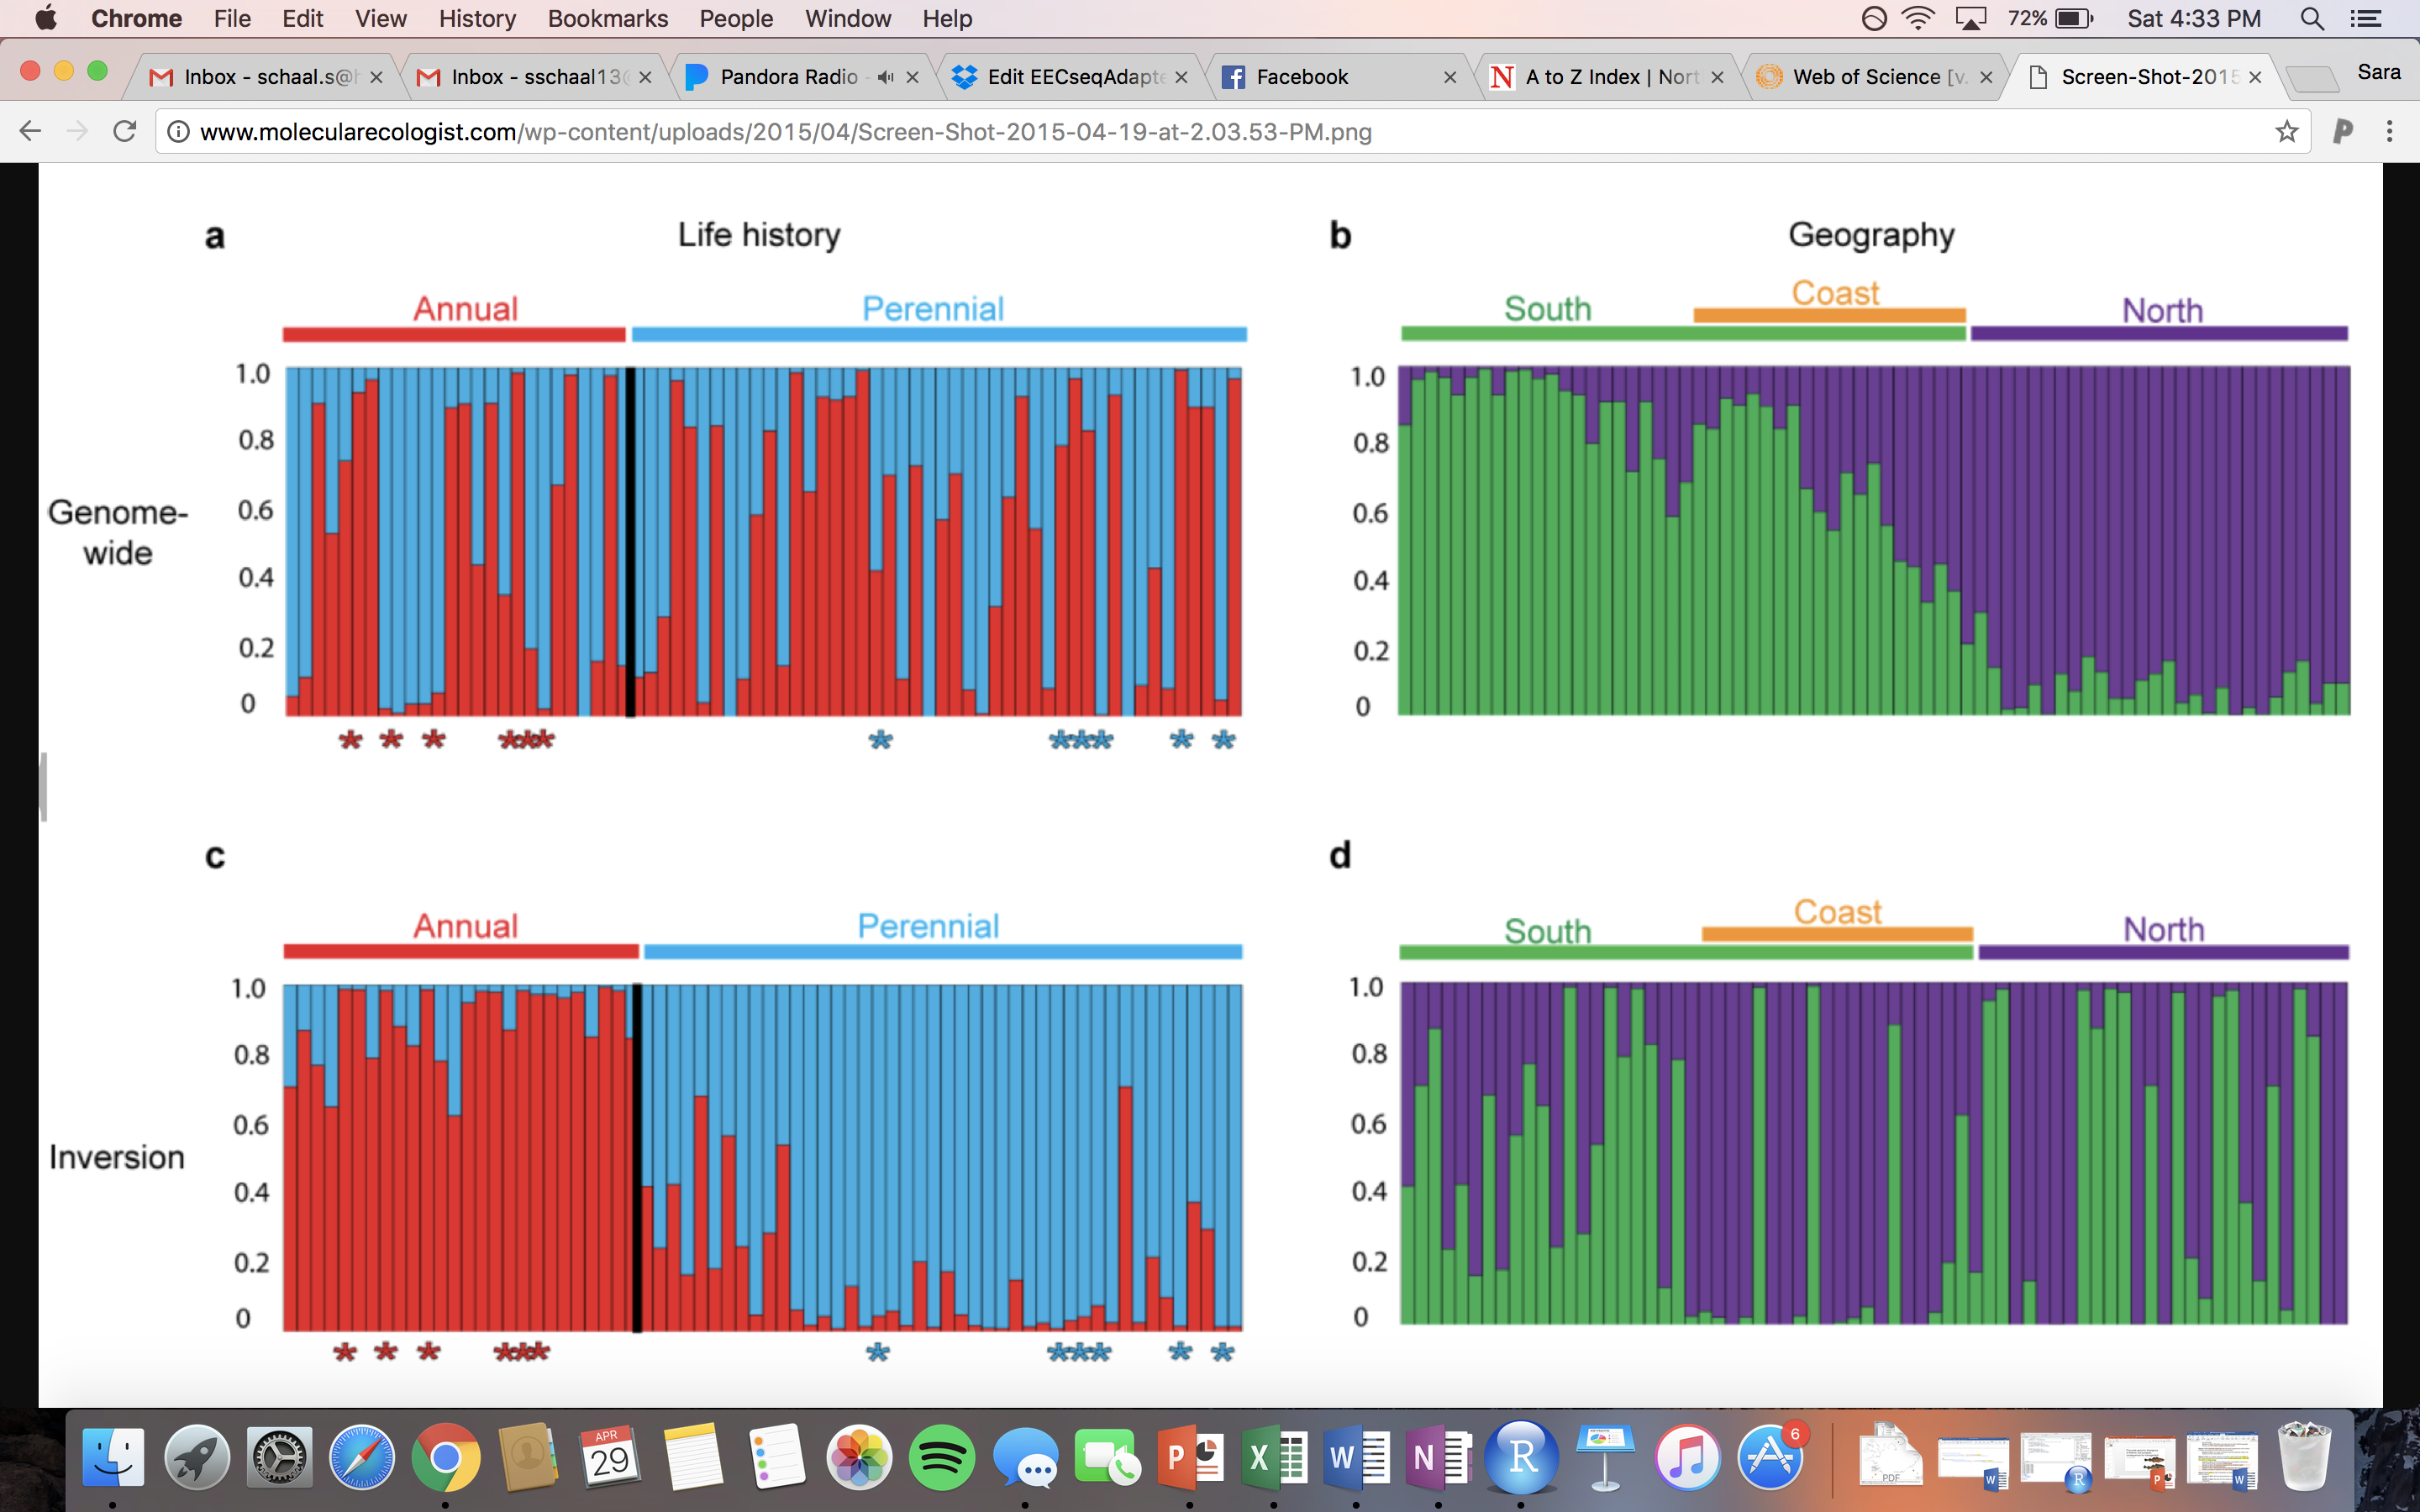 Chrome File Edit View History Bookmarks People Window Help 72% Sat 4:33 PM
Inbox - schaal.s@h Inbox - sschaal13@ Pandora Radio - Edit EECseqAdapte Facebook A to Z Index | Nort Web of Science [v. Screen-Shot-2015 Sara
www.molecularecologist.com/wp-content/uploads/2015/04/Screen-Shot-2015-04-19-at-2.03.53-PM.png
a Life history
Annual Perennial
Genome-
wide
1.0
0.8
0.6
0.4
0.2
0
* * * *** * *** * *
b Geography
South Coast North
1.0
0.8
0.6
0.4
0.2
0
c
Annual Perennial
Inversion
1.0
0.8
0.6
0.4
0.2
0
* * * *** * *** * *
d
South Coast North
1.0
0.8
0.6
0.4
0.2
0
APR
29
P X W N R 6
PDF W R P W